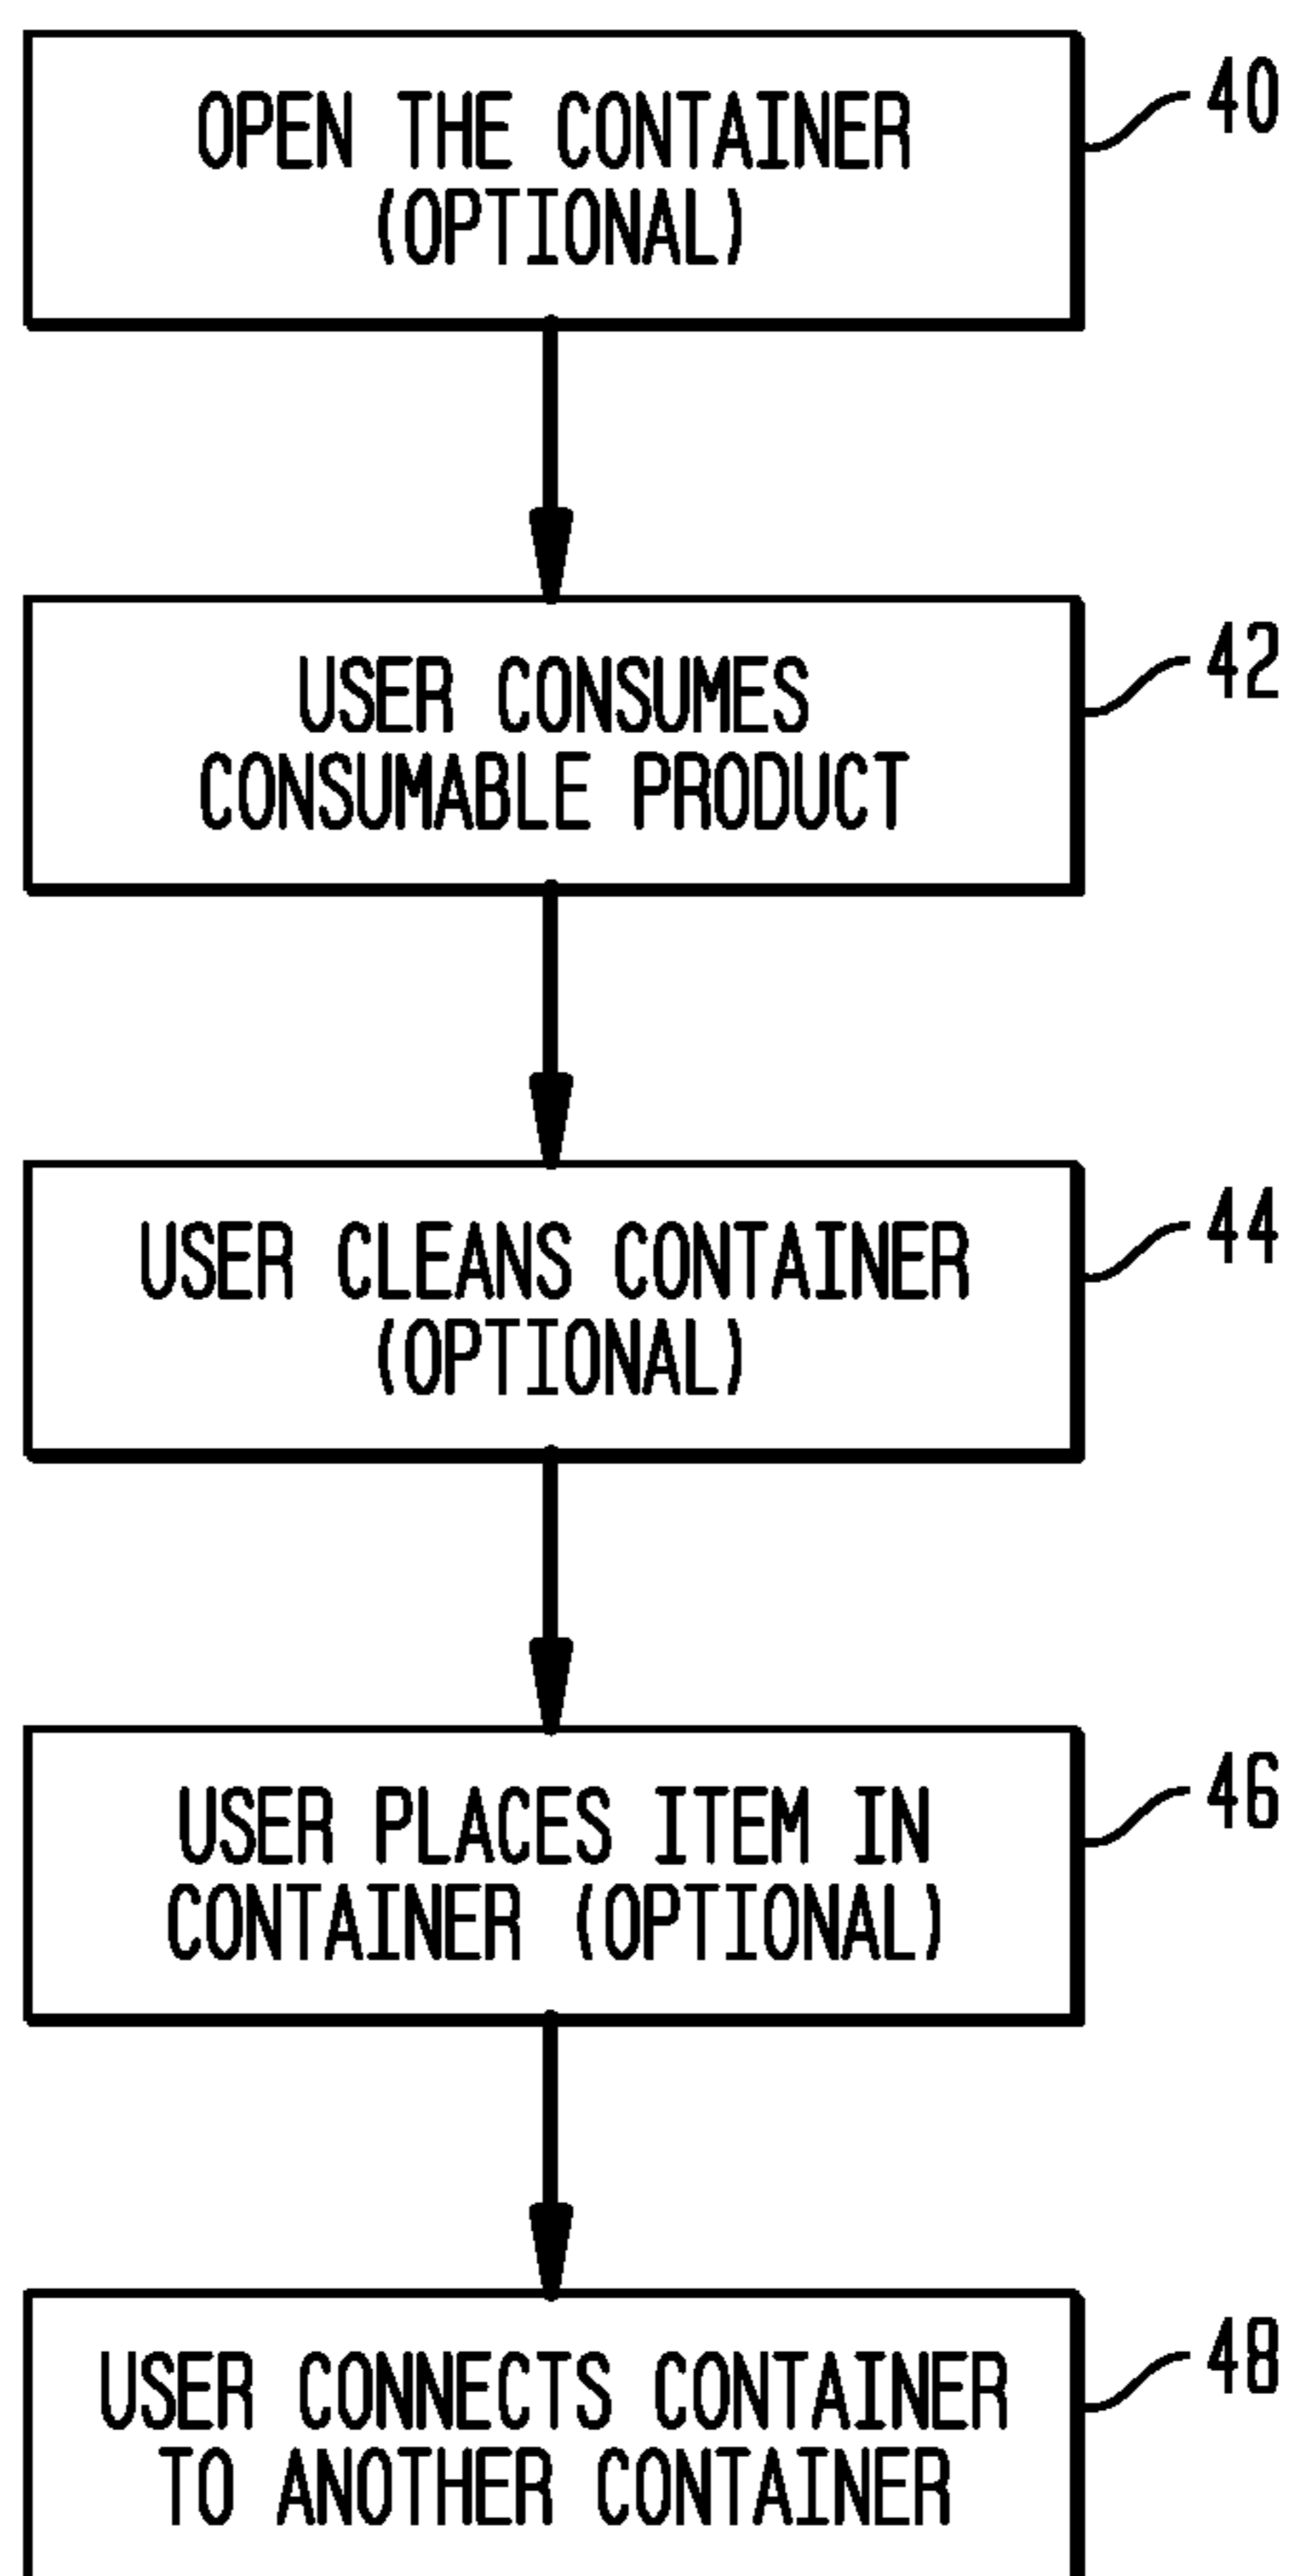 OPEN THE CONTAINER
(OPTIONAL)
40
USER CONSUMES
CONSUMABLE PRODUCT
42
USER CLEANS CONTAINER
(OPTIONAL)
44
USER PLACES ITEM IN
CONTAINER (OPTIONAL)
46
USER CONNECTS CONTAINER
TO ANOTHER CONTAINER
48